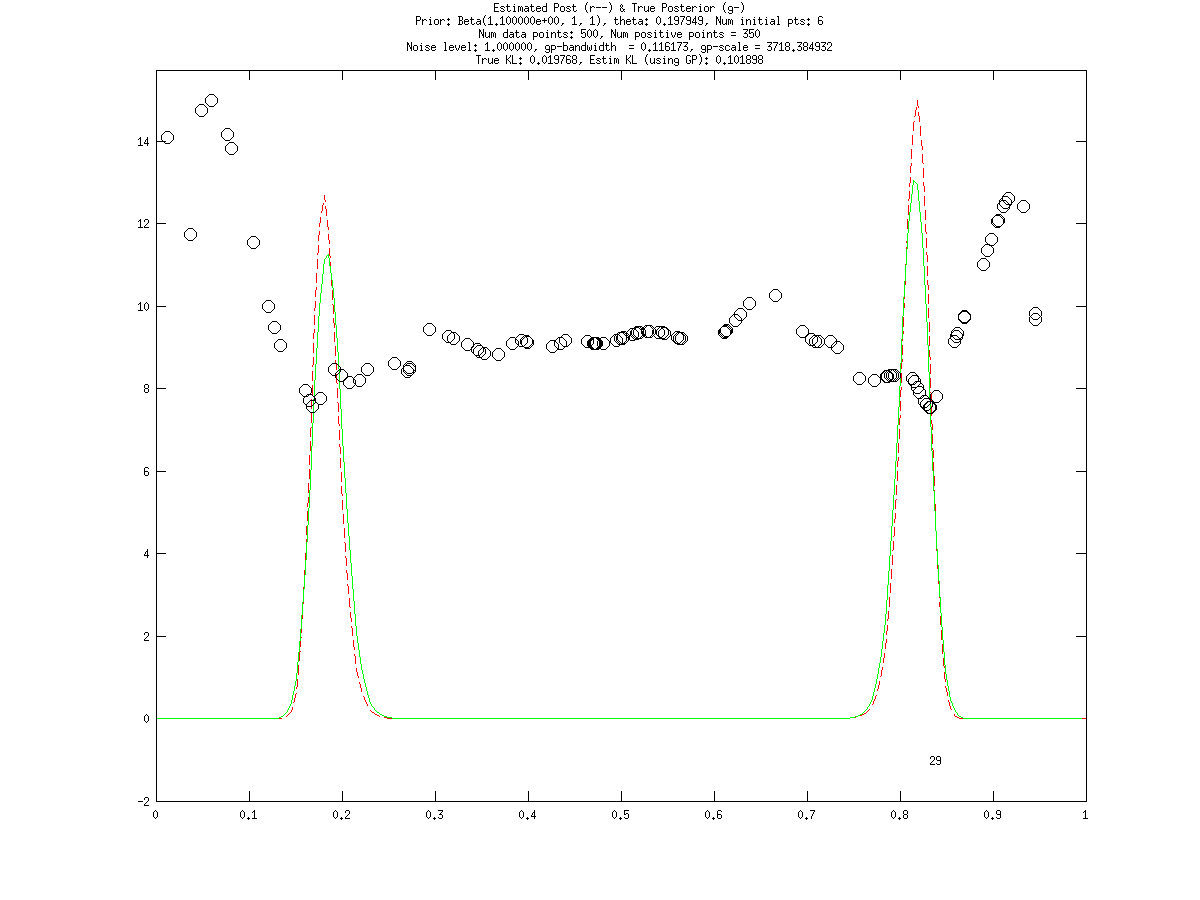 Estimated Post (r--) & True Posterior (g-)
Prior: Beta(1.100000e+00, 1, 1), theta: 0.197949, Num initial pts: 6
Num data points: 500, Num positive points = 350
Noise level: 1.000000, gp-bandwidth  = 0.116173, gp-scale = 3718.384932
True KL: 0.019768, Estim KL (using GP): 0.101898
14
12
10
8
6
4
2
0
29
-2
0 0.1 0.2 0.3 0.4 0.5 0.6 0.7 0.8 0.9 1